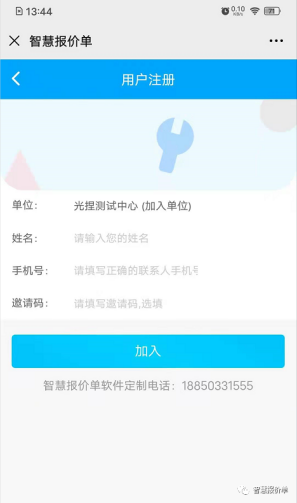 13:44
0.10
KB/s
智慧报价单
用户注册
单位： 光捏测试中心 (加入单位)
姓名： 请输入您的姓名
手机号： 请填写正确的联系人手机号
邀请码： 请填写邀请码,选填
加入
智慧报价单软件定制电话：18850331555
智慧报价单